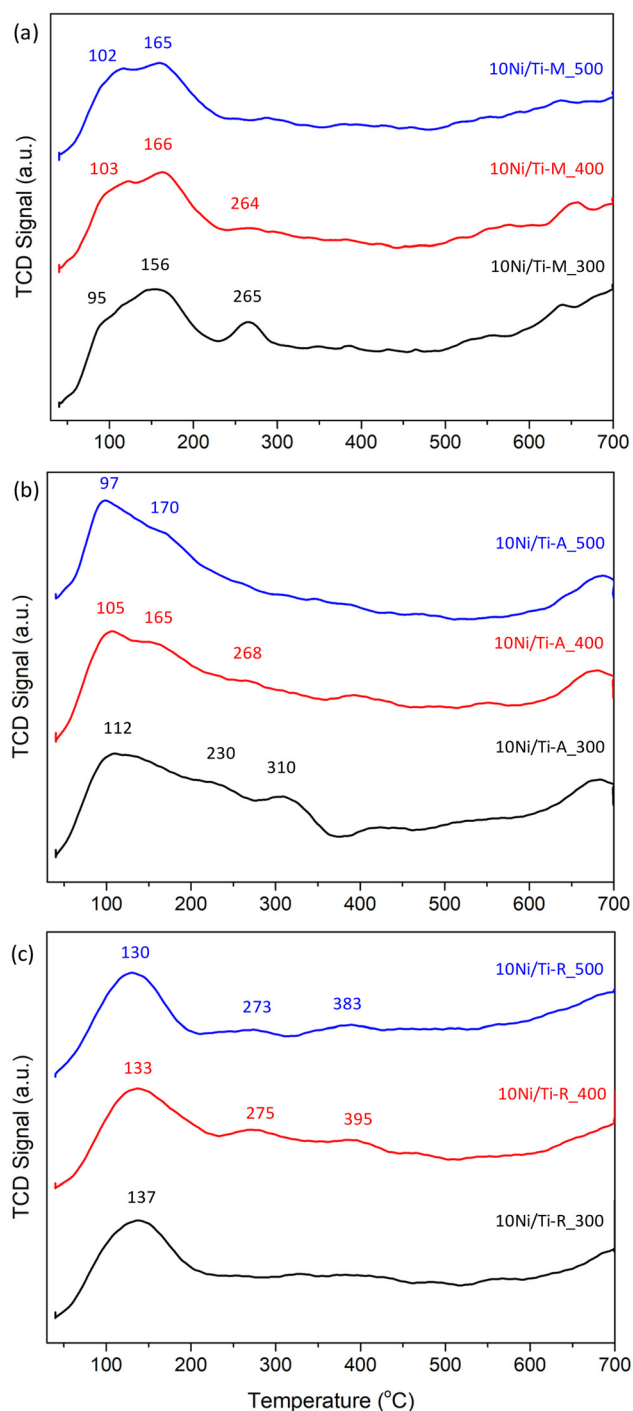 (a)
102 165
10Ni/Ti-M_500
103 166
264
10Ni/Ti-M_400
95 156
265
10Ni/Ti-M_300
TCD Signal (a.u.)
100 200 300 400 500 600 700
(b)
97
170
10Ni/Ti-A_500
105
165
268
10Ni/Ti-A_400
112
230
310
10Ni/Ti-A_300
TCD Signal (a.u.)
100 200 300 400 500 600 700
(c)
130
273 383
10Ni/Ti-R_500
133
275 395
10Ni/Ti-R_400
137
10Ni/Ti-R_300
TCD Signal (a.u.)
100 200 300 400 500 600 700
Temperature (°C)